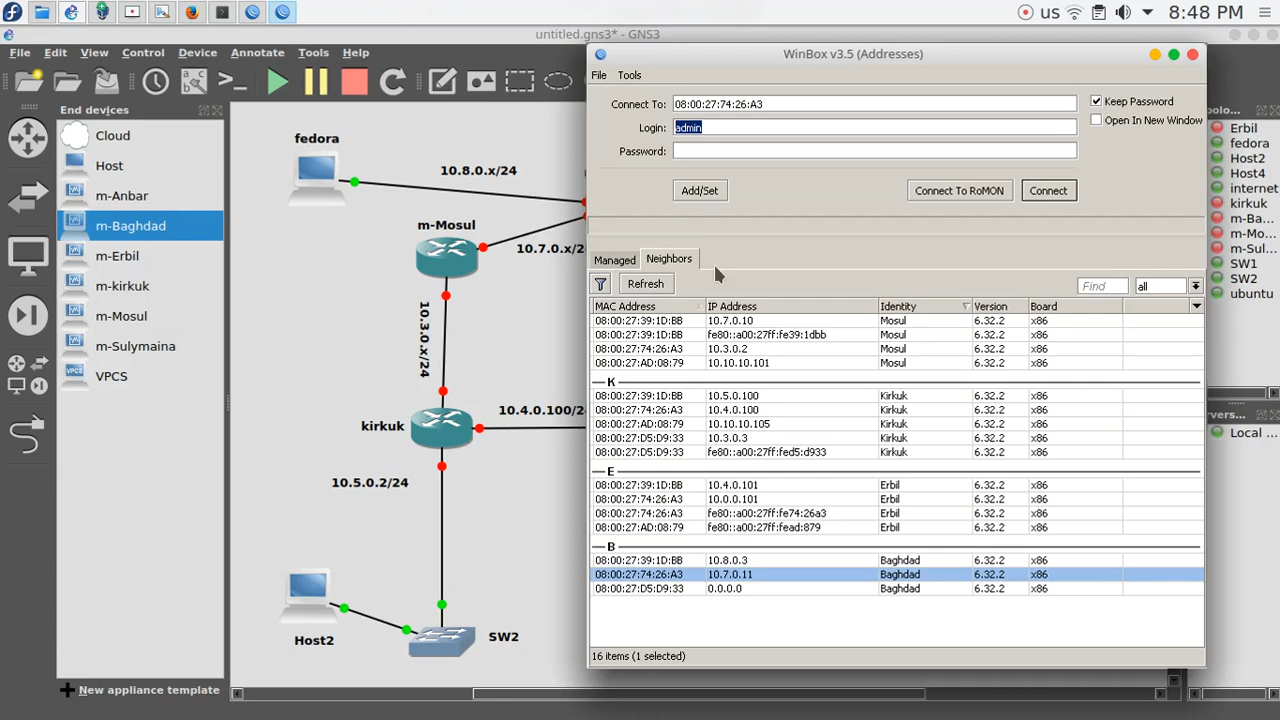 us 8:48 PM
untitled.gns3* - GNS3
File Edit View Control Device Annotate Tools Help
End devices
Cloud
Host
m-Anbar
m-Baghdad
m-Erbil
m-kirkuk
m-Mosul
m-Sulymaina
VPCS
New appliance template
fedora
10.8.0.x/24
m-Mosul
10.7.0.x/2
10.3.0.x/24
kirkuk
10.4.0.100/2
10.5.0.2/24
Host2
SW2
WinBox v3.5 (Addresses)
File Tools
Connect To: 08:00:27:74:26:A3
Keep Password
Login: admin
Open In New Window
Password:
Add/Set Connect To RoMON Connect
Managed Neighbors
Refresh Find all
MAC Address IP Address Identity Version Board
08:00:27:39:1D:BB 10.7.0.10 Mosul 6.32.2 x86
08:00:27:39:1D:BB fe80::a00:27ff:fe39:1dbb Mosul 6.32.2 x86
08:00:27:74:26:A3 10.3.0.2 Mosul 6.32.2 x86
08:00:27:AD:08:79 10.10.10.101 Mosul 6.32.2 x86
K
08:00:27:39:1D:BB 10.5.0.100 Kirkuk 6.32.2 x86
08:00:27:74:26:A3 10.4.0.100 Kirkuk 6.32.2 x86
08:00:27:AD:08:79 10.10.10.105 Kirkuk 6.32.2 x86
08:00:27:D5:D9:33 10.3.0.3 Kirkuk 6.32.2 x86
08:00:27:D5:D9:33 fe80::a00:27ff:fed5:d933 Kirkuk 6.32.2 x86
E
08:00:27:39:1D:BB 10.4.0.101 Erbil 6.32.2 x86
08:00:27:74:26:A3 10.0.0.101 Erbil 6.32.2 x86
08:00:27:74:26:A3 fe80::a00:27ff:fe74:26a3 Erbil 6.32.2 x86
08:00:27:AD:08:79 fe80::a00:27ff:fead:879 Erbil 6.32.2 x86
B
08:00:27:39:1D:BB 10.8.0.3 Baghdad 6.32.2 x86
08:00:27:74:26:A3 10.7.0.11 Baghdad 6.32.2 x86
08:00:27:D5:D9:33 0.0.0.0 Baghdad 6.32.2 x86
16 items (1 selected)
polo...
Erbil
fedora
Host2
Host4
internet
kirkuk
m-Ba...
m-Mo...
m-Sul...
SW1
SW2
ubuntu
rvers...
Local ...